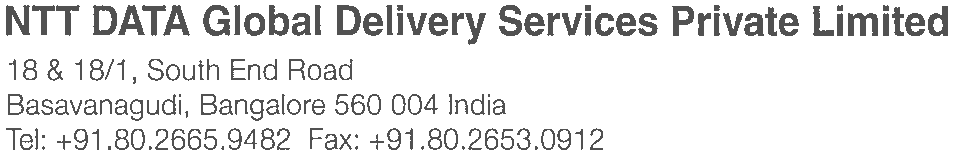 NTT DATA Global Delivery Services Private Limited
18 & 18/1, South End Road
Basavanagudi, Bangalore 560 004 India
Tel: +91.80.2665.9482 Fax: +91.80.2653.0912